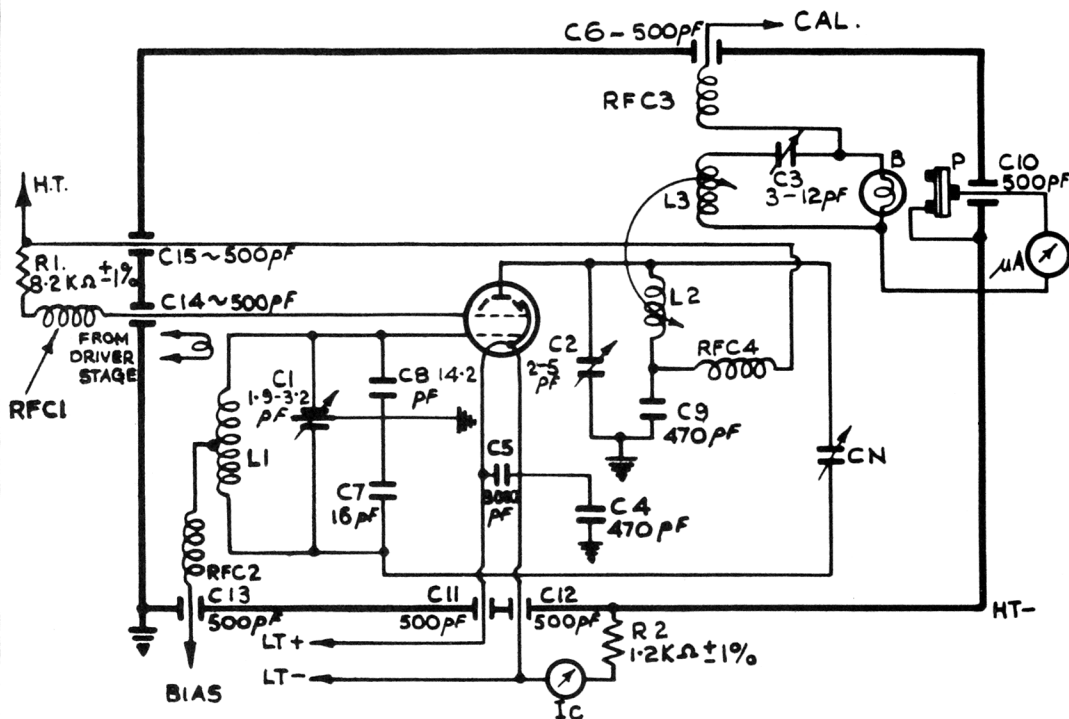 C6-500pF
CAL.
RFC3
B
P
C10
500pF
C3
3-12pF
L3
H.T.
R1.
8.2KΩ±1%
C15~500pF
C14~500pF
μA
L2
FROM
DRIVER
STAGE
RFC1
C1
1.9-3.2
pF
C8 14.2
pF
C2
2-5
pF
RFC4
C9
470pF
L1
C5
pF
CN
C7
16pF
C4
470pF
RFC2
C13
500pF
C11
500pF
C12
500pF
HT-
R2
1.2KΩ±1%
LT+
LT-
BIAS
Ic